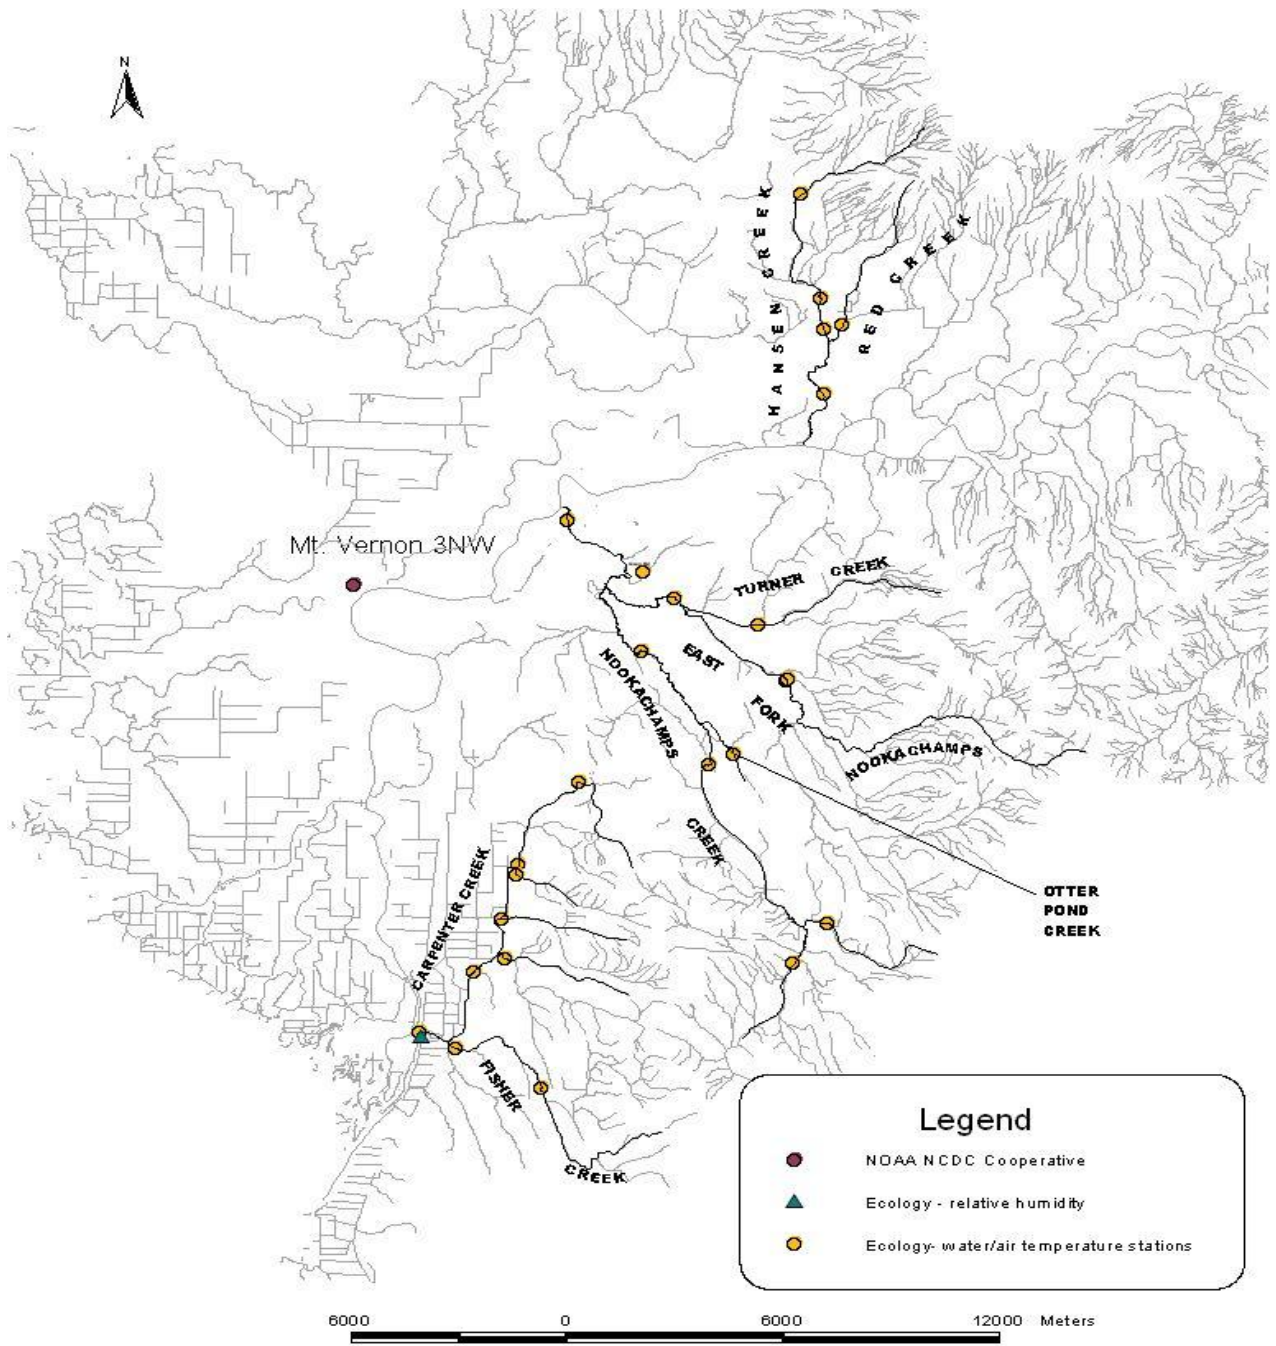 N
HANSEN CREEK
RED CREEK
Mt. Vernon 3NW
TURNER CREEK
EAST FORK NOOKACHAMPS
NOOKACHAMPS CREEK
CARPENTER CREEK
OTTER
POND
CREEK
FISHER CREEK
Legend
NOAA NCDC Cooperative
Ecology - relative humidity
Ecology- water/air temperature stations
6000 0 6000 12000 Meters